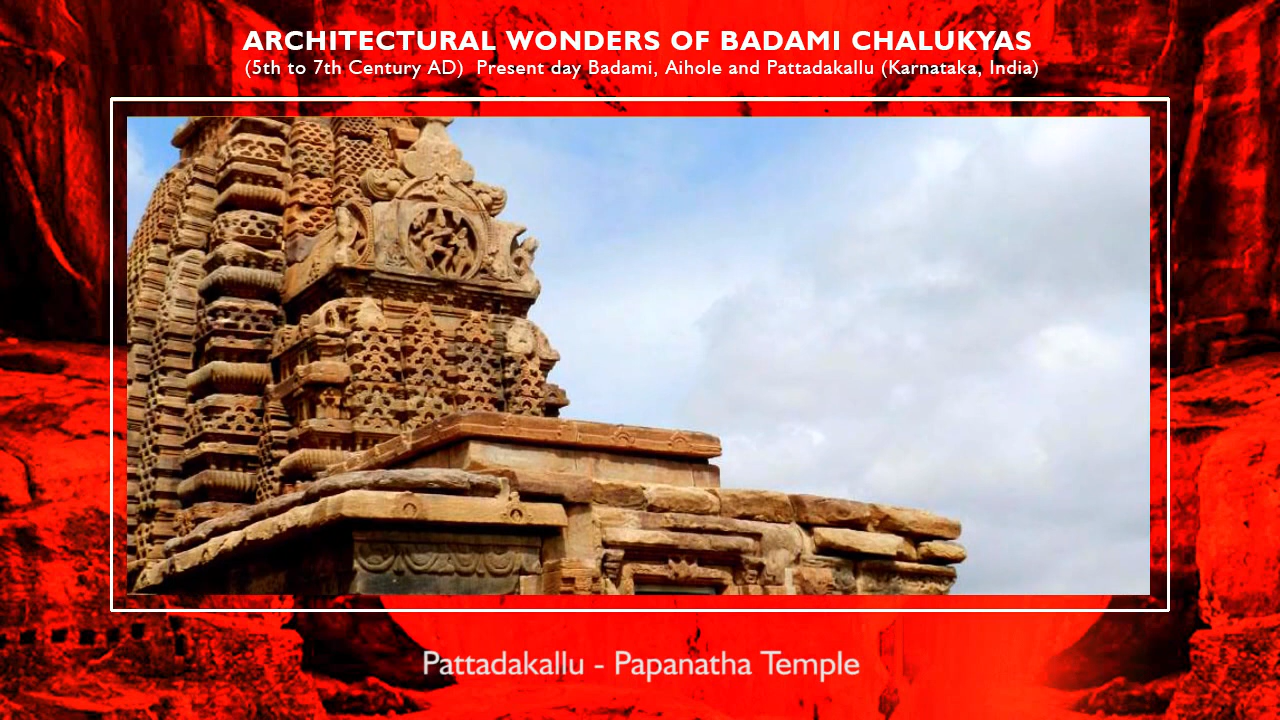 ARCHITECTURAL WONDERS OF BADAMI CHALUKYAS
(5th to 7th Century AD)  Present day Badami, Aihole and Pattadakallu (Karnataka, India)
Pattadakallu - Papanatha Temple